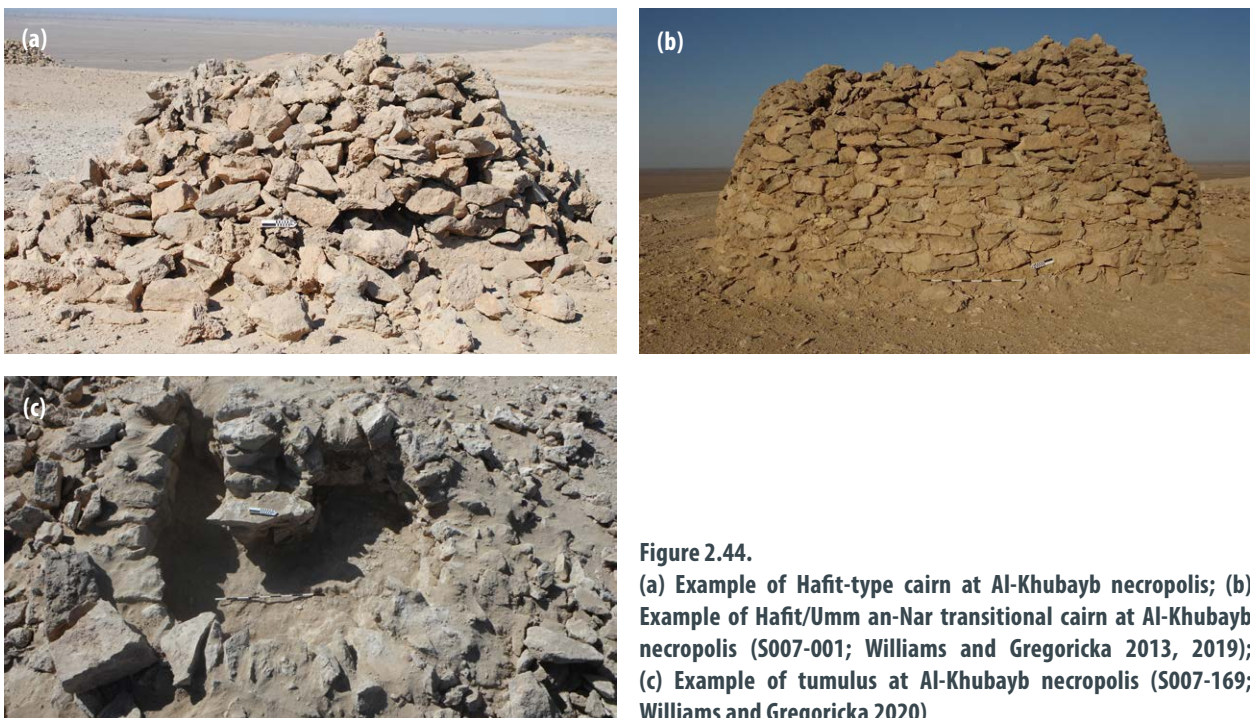 (a)
(b)
(c)
Figure 2.44.
(a) Example of Hafit-type cairn at Al-Khubayb necropolis; (b)
Example of Hafit/Umm an-Nar transitional cairn at Al-Khubayb
necropolis (S007-001; Williams and Gregoricka 2013, 2019);
(c) Example of tumulus at Al-Khubayb necropolis (S007-169;
Williams and Gregoricka 2020)